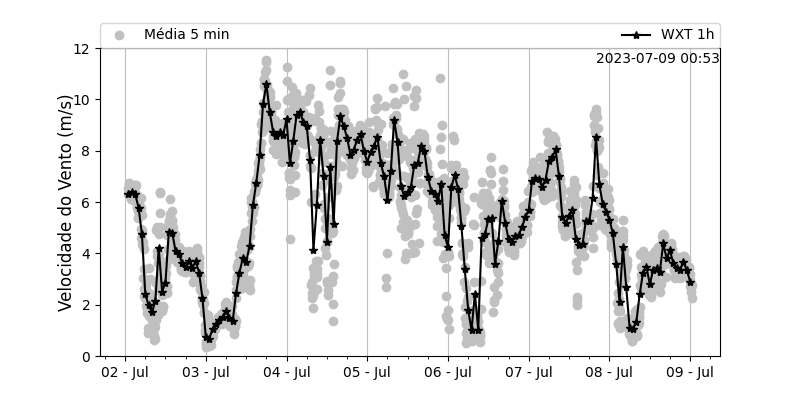 Média 5 min WXT 1h
2023-07-09 00:53
Velocidade do Vento (m/s)
12
10
8
6
4
2
0
02 - Jul 03 - Jul 04 - Jul 05 - Jul 06 - Jul 07 - Jul 08 - Jul 09 - Jul